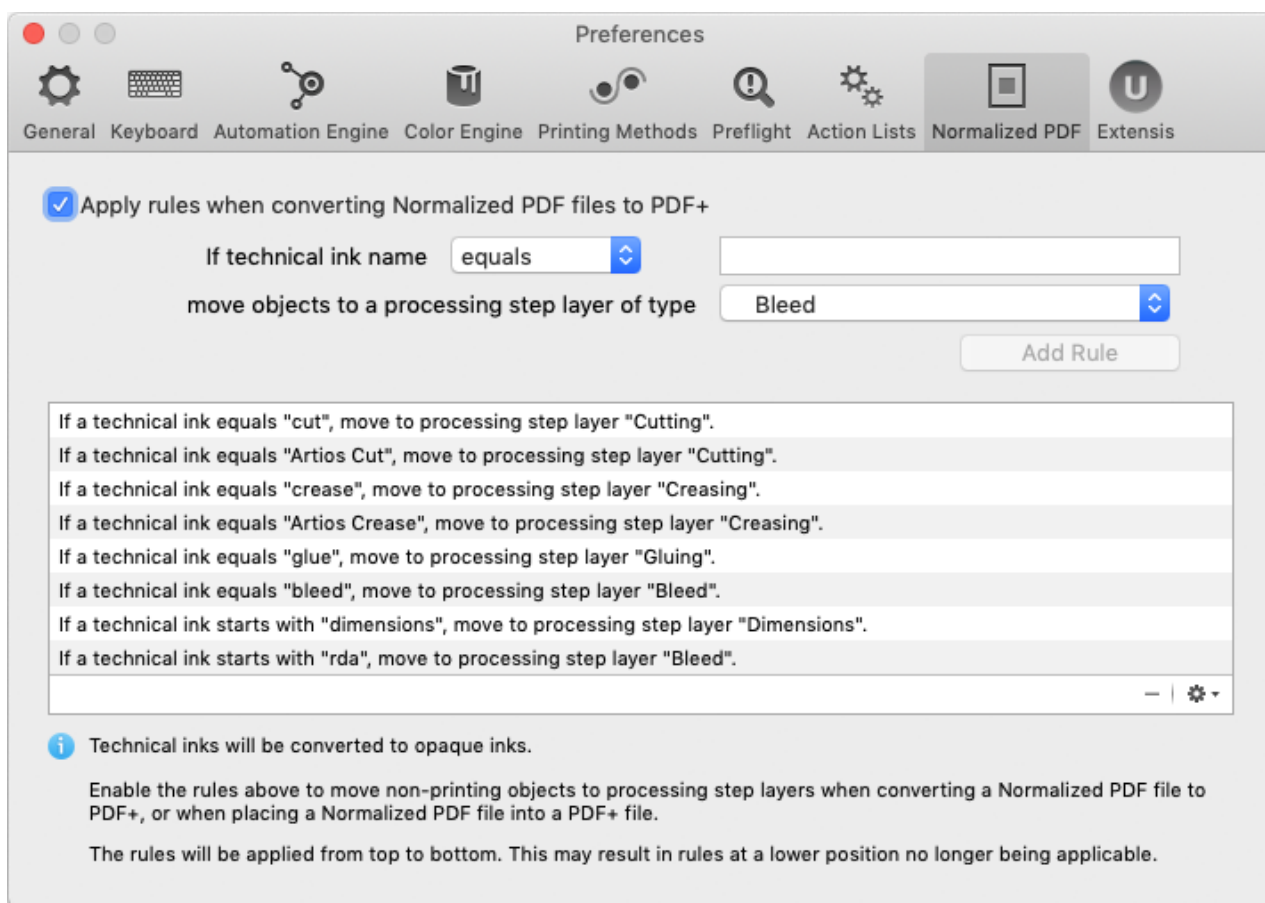 Preferences
General Keyboard Automation Engine Color Engine Printing Methods Preflight Action Lists Normalized PDF Extensis
Apply rules when converting Normalized PDF files to PDF+
If technical ink name equals
move objects to a processing step layer of type Bleed
Add Rule
If a technical ink equals "cut", move to processing step layer "Cutting".
If a technical ink equals "Artios Cut", move to processing step layer "Cutting".
If a technical ink equals "crease", move to processing step layer "Creasing".
If a technical ink equals "Artios Crease", move to processing step layer "Creasing".
If a technical ink equals "glue", move to processing step layer "Gluing".
If a technical ink equals "bleed", move to processing step layer "Bleed".
If a technical ink starts with "dimensions", move to processing step layer "Dimensions".
If a technical ink starts with "rda", move to processing step layer "Bleed".
Technical inks will be converted to opaque inks.
Enable the rules above to move non-printing objects to processing step layers when converting a Normalized PDF file to
PDF+, or when placing a Normalized PDF file into a PDF+ file.
The rules will be applied from top to bottom. This may result in rules at a lower position no longer being applicable.